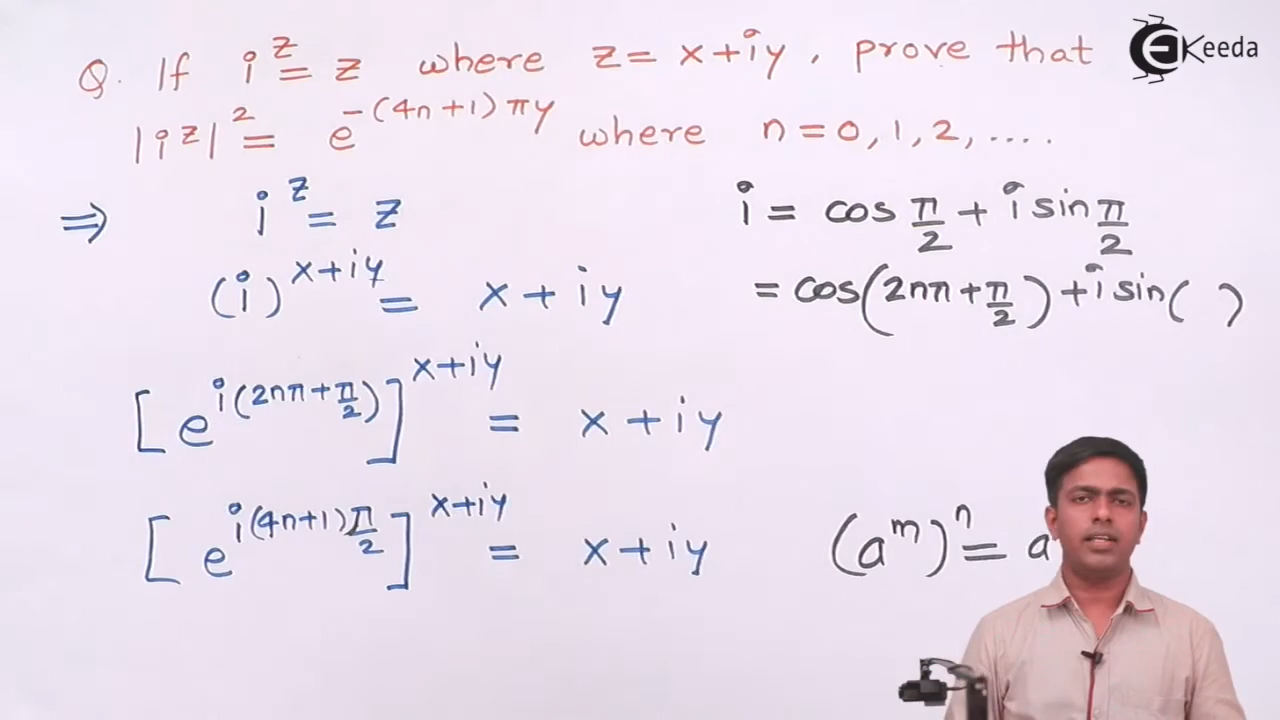 Q. If i^z = z where z = x+iy, prove that
|i^z|^2 = e^-(4n+1)πy where n=0,1,2,....
EKeeda
⇒ i^z = z
(i)^x+iy = x+iy
[e^i(2nπ+π/2)]^x+iy = x+iy
[e^i(4n+1)π/2]^x+iy = x+iy
i = cos π/2 + i sin π/2
= cos(2nπ+π/2)+i sin( )
(a^m)^n = a